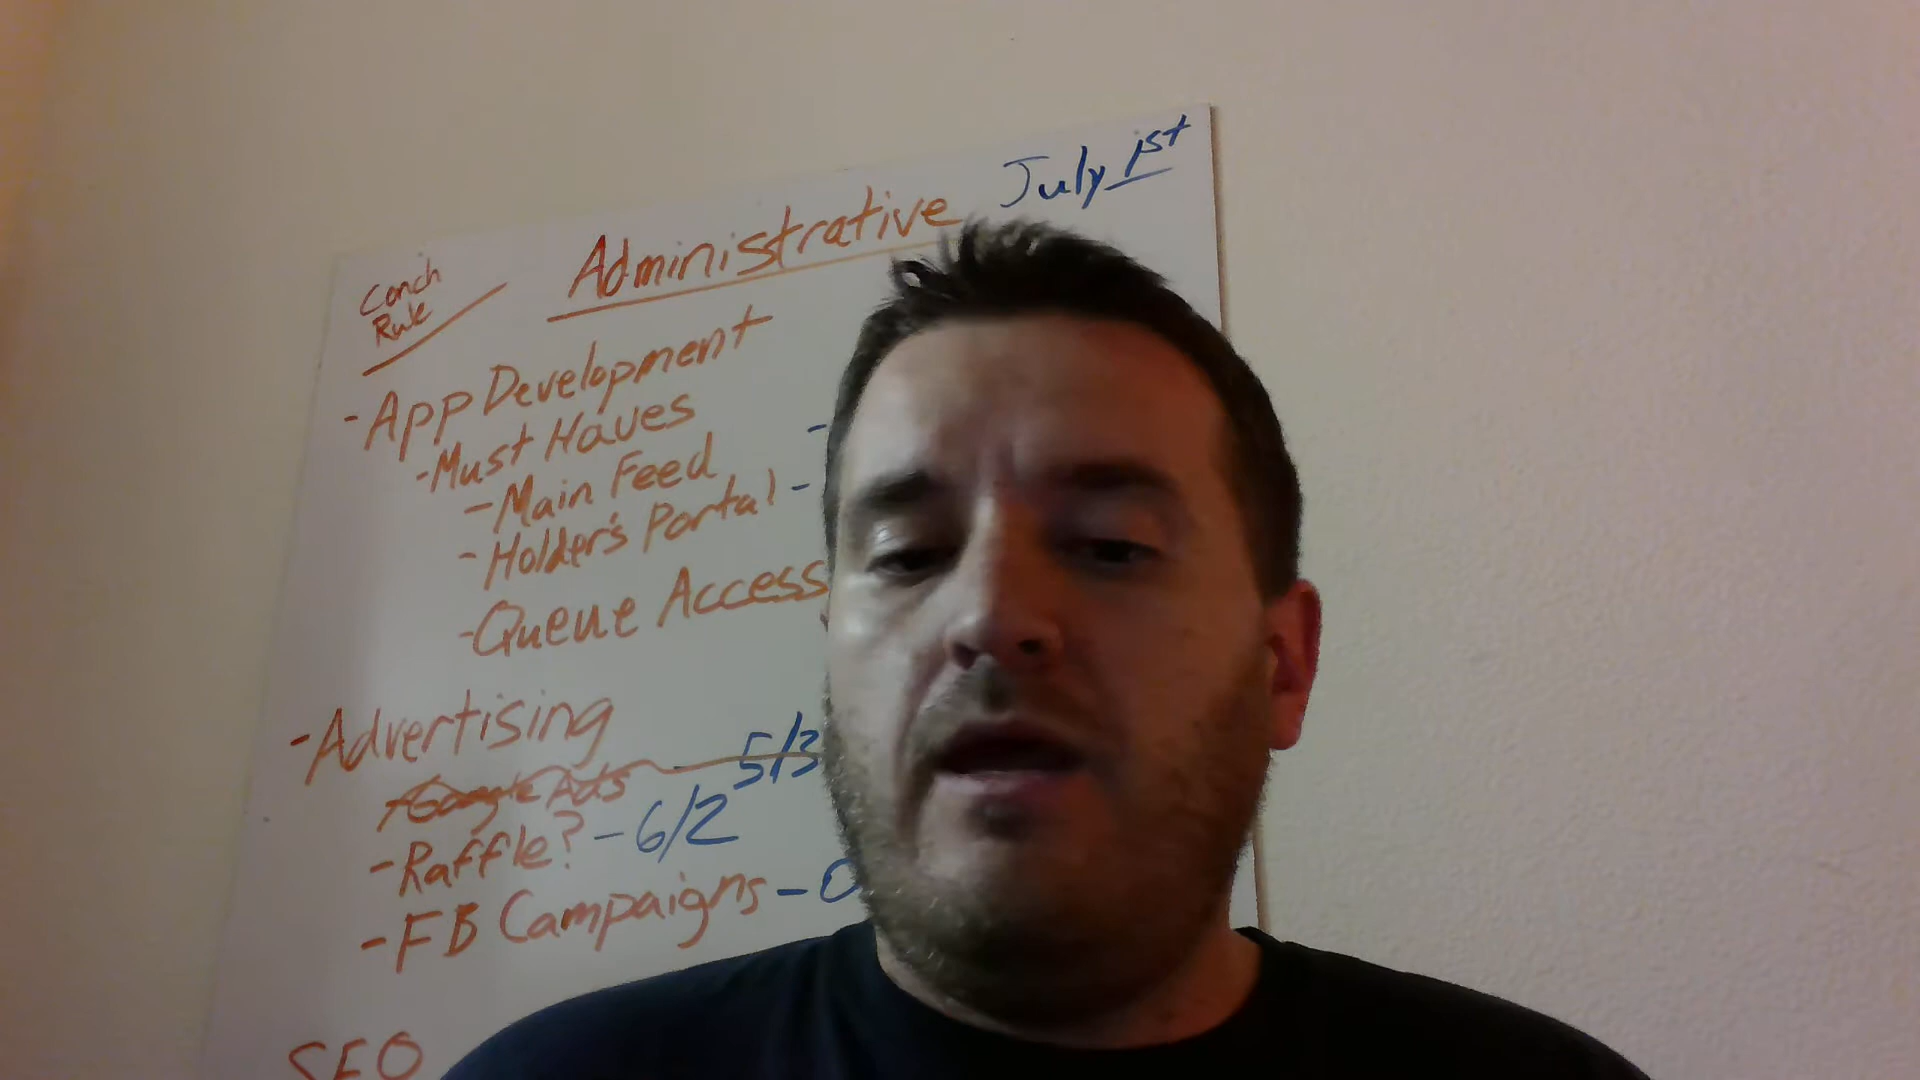 July 1st
Administrative
Conch
Rule
- App Development
- Must Haves
- Main Feed -
- Holder's Portal -
- Queue Access
- Advertising
Google Ads - 5/3
- Raffle? - 6/2
- FB Campaigns -
SEO